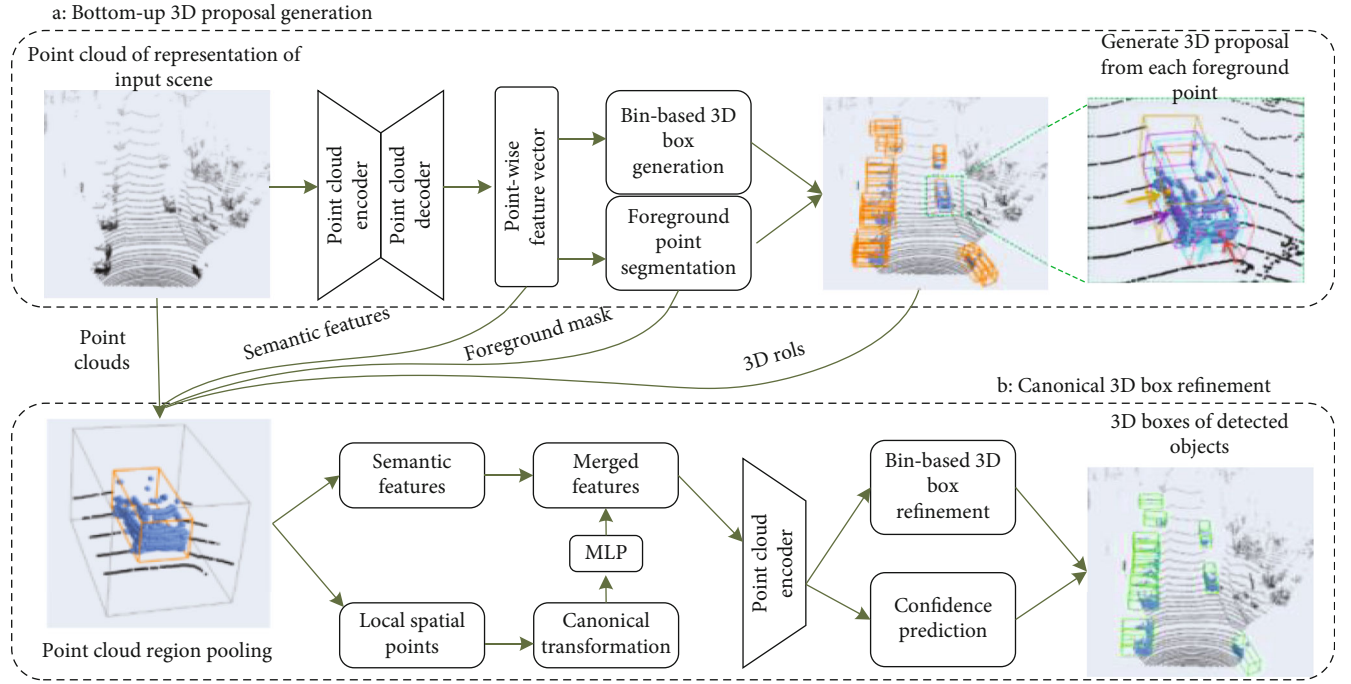 a: Bottom-up 3D proposal generation
Point cloud of representation of
input scene
Point cloud
encoder
Point cloud
decoder
Point-wise
feature vector
Bin-based 3D
box
generation
Foreground
point
segmentation
Generate 3D proposal
from each foreground
point
Point
clouds
Semantic features
Foreground mask
3D rols
b: Canonical 3D box refinement
Point cloud region pooling
Semantic
features
Merged
features
MLP
Local spatial
points
Canonical
transformation
Point cloud
encoder
Bin-based 3D
box
refinement
Confidence
prediction
3D boxes of detected
objects